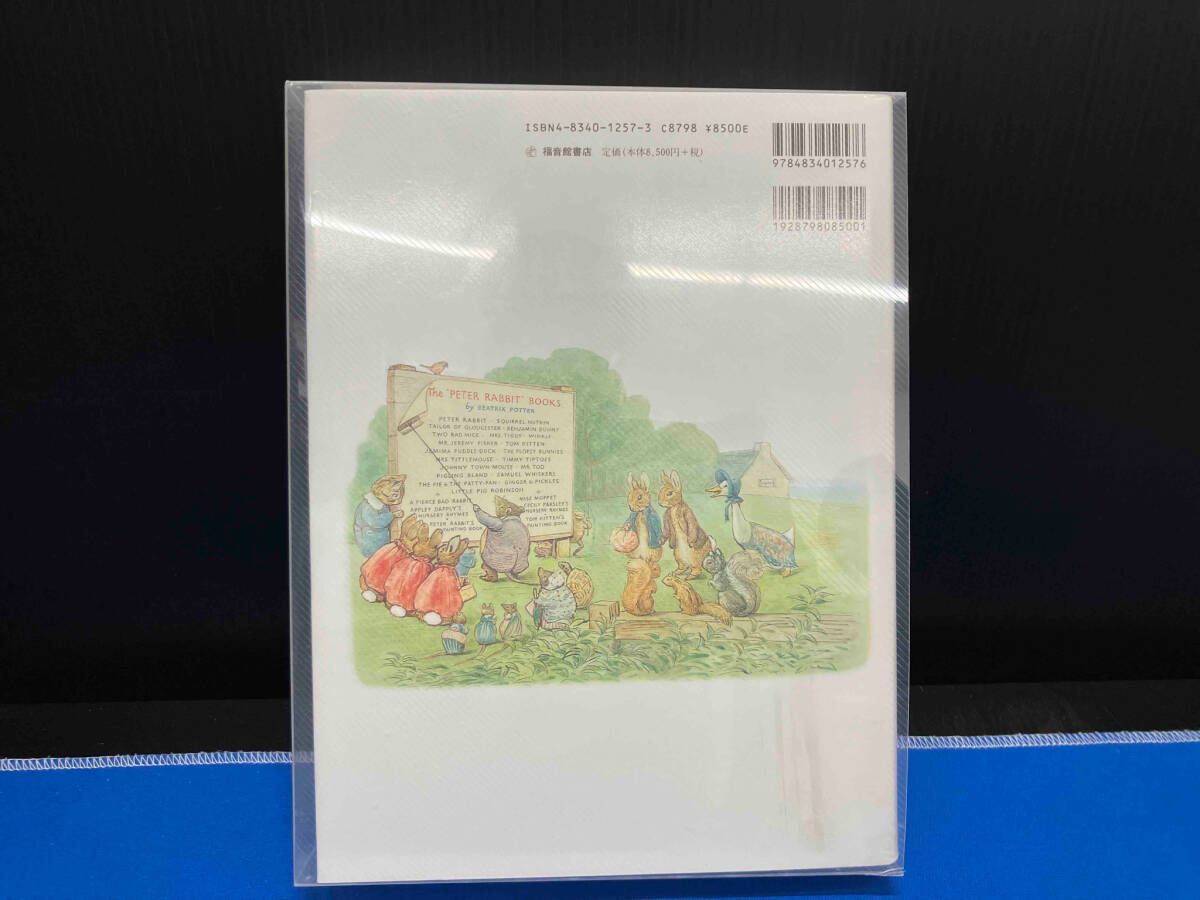 ISBN4-8340-1257-3 C8798 ¥8500E
福音館書店 定価(本体8,500円+税)
9784834012576
1928798085001
The "PETER RABBIT" BOOKS
by BEATRIX POTTER
PETER RABBIT · SQUIRREL NUTKIN
TAILOR OF GLOUCESTER · BENJAMIN BUNNY
TWO BAD MICE · MRS. TIGGY-WINKLE
MR. JEREMY FISHER · TOM KITTEN
JEMIMA PUDDLE-DUCK · THE FLOPSY BUNNIES
MRS TITTLEMOUSE · TIMMY TIPTOES
JOHNNY TOWN-MOUSE · MR. TOD
PIGLING BLAND · SAMUEL WHISKERS
THE PIE & THE PATTY-PAN · GINGER & PICKLES
LITTLE PIG ROBINSON
A FIERCE BAD RABBIT
MISS MOPPET
APPLEY DAPPLY'S
NURSERY RHYMES
CECILY PARSLEY'S
NURSERY RHYMES
PETER RABBIT'S
PAINTING BOOK
TOM KITTEN'S
PAINTING BOOK